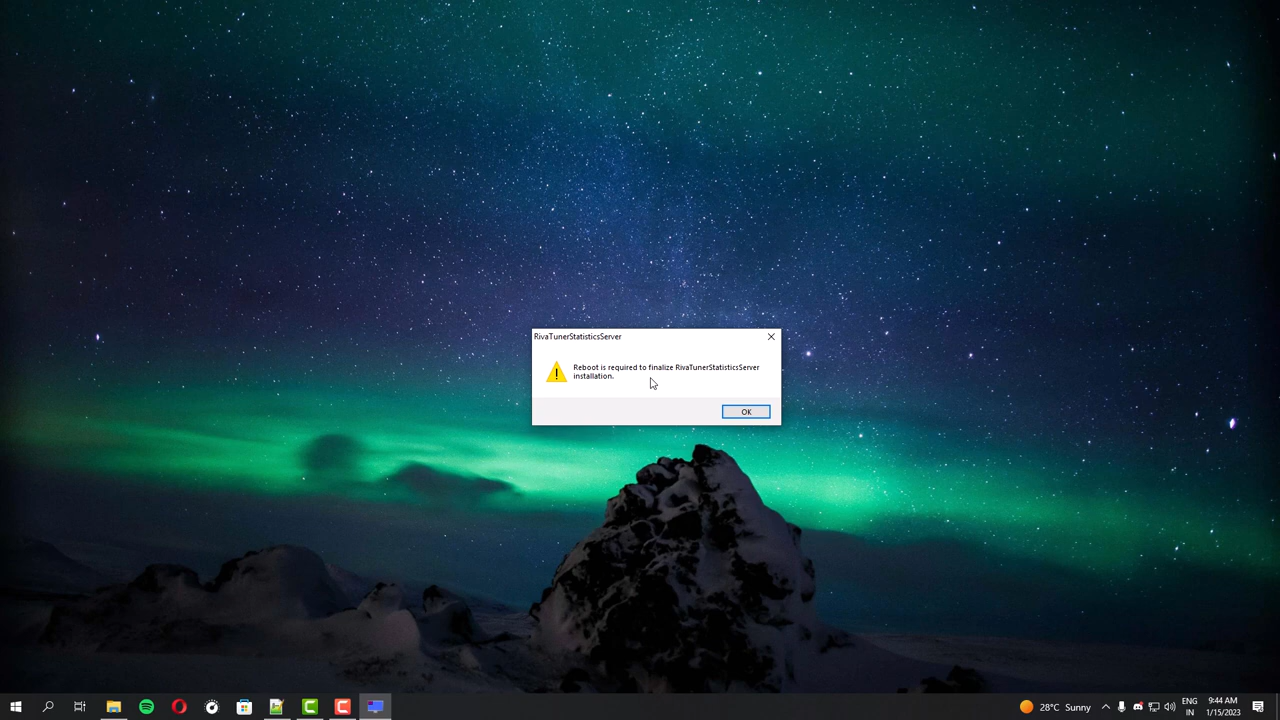 RivaTunerStatisticsServer
Reboot is required to finalize RivaTunerStatisticsServer
installation.
OK
28°C Sunny
ENG
IN
9:44 AM
1/15/2023